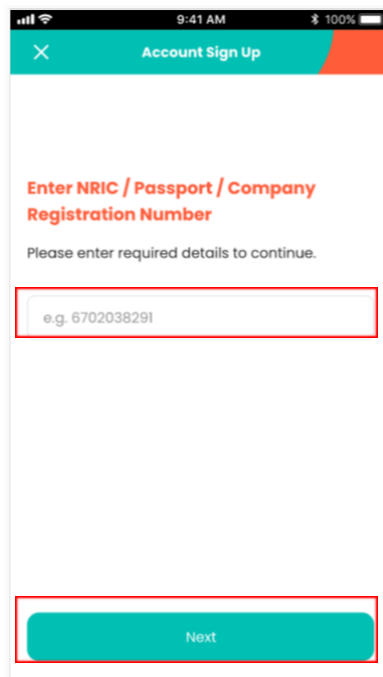 9:41 AM
100%
Account Sign Up
Enter NRIC / Passport / Company
Registration Number
Please enter required details to continue.
e.g. 6702038291
Next